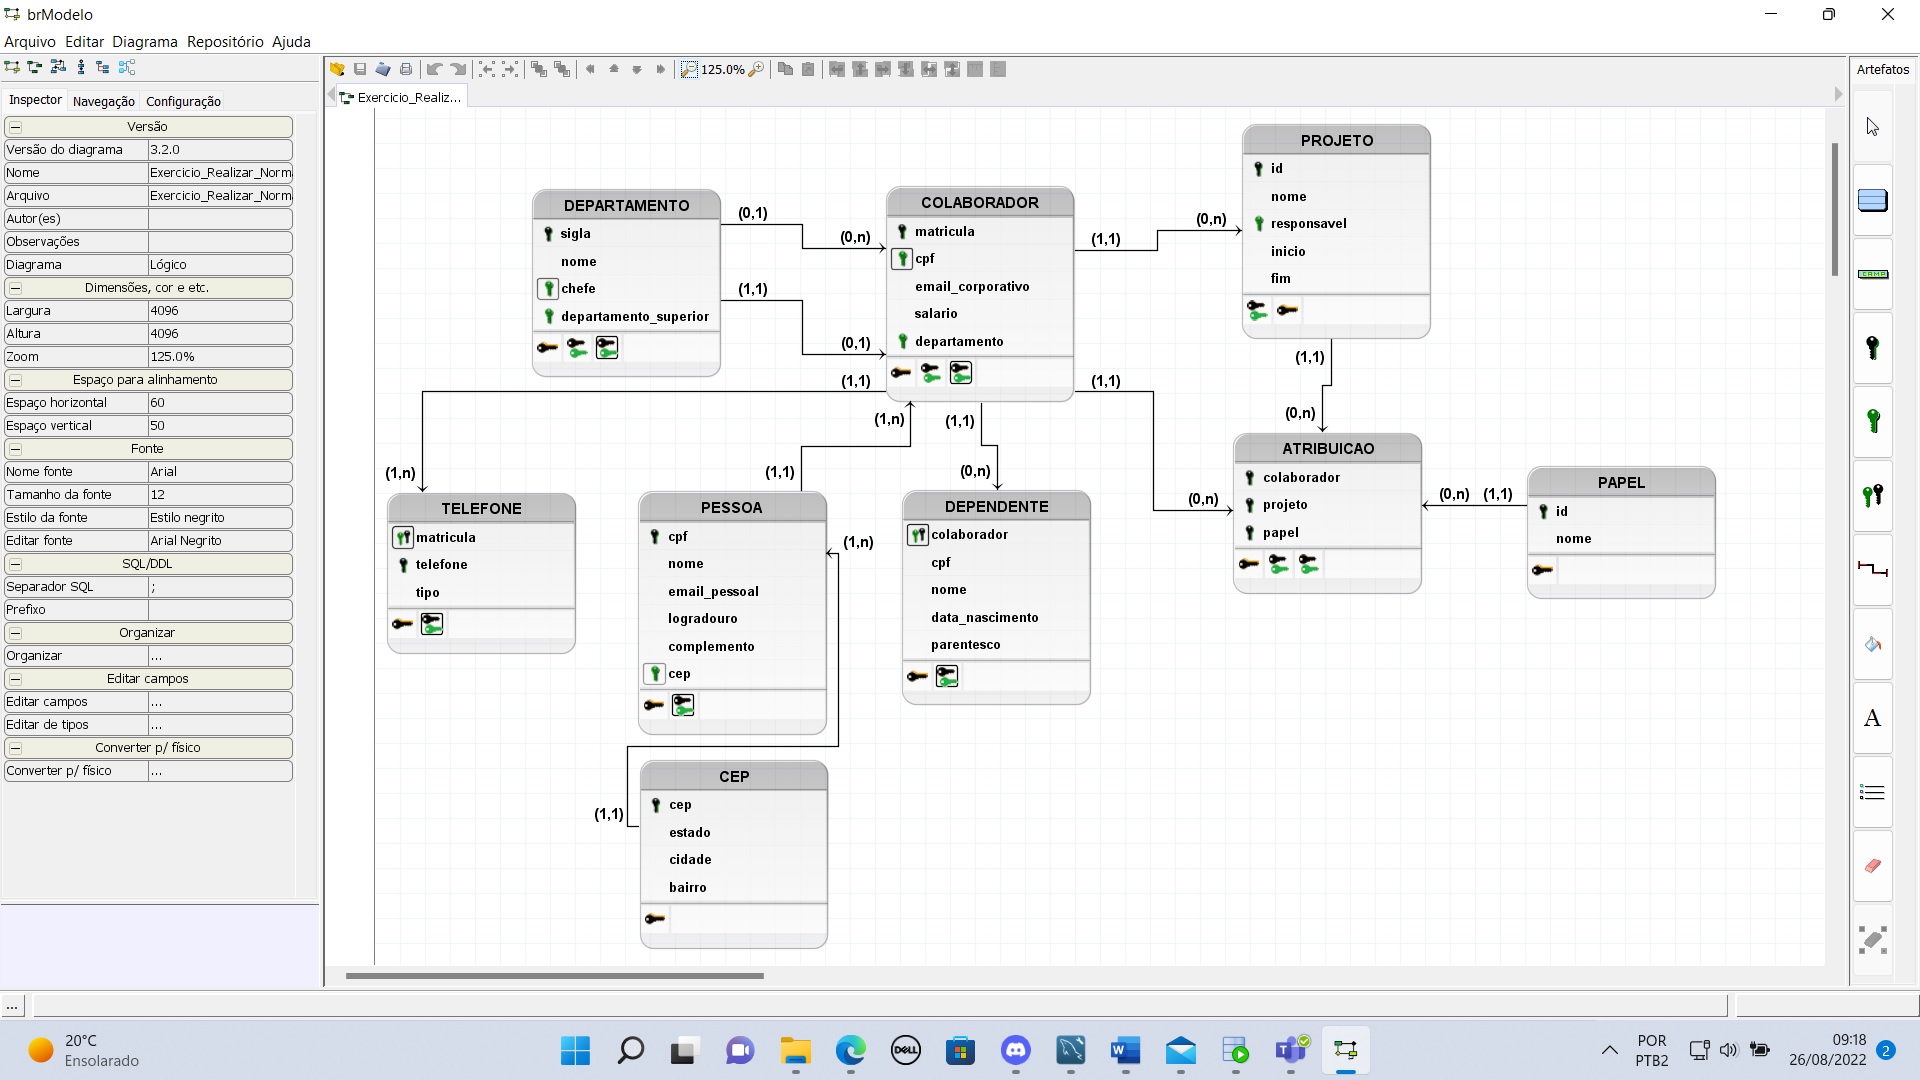 brModelo
Arquivo Editar Diagrama Repositório Ajuda
125.0%
Artefatos
Inspector Navegação Configuração
Exercicio_Realiz...
Versão
Versão do diagrama 3.2.0
Nome Exercicio_Realizar_Norm
Arquivo Exercicio_Realizar_Norm
Autor(es)
Observações
Diagrama Lógico
Dimensões, cor e etc.
Largura 4096
Altura 4096
Zoom 125.0%
Espaço para alinhamento
Espaço horizontal 60
Espaço vertical 50
Fonte
Nome fonte Arial
Tamanho da fonte 12
Estilo da fonte Estilo negrito
Editar fonte Arial Negrito
SQL/DDL
Separador SQL ;
Prefixo
Organizar
Organizar ...
Editar campos
Editar campos ...
Editar de tipos ...
Converter p/ físico
Converter p/ físico ...
DEPARTAMENTO
sigla
nome
chefe
departamento_superior
(0,1)
(0,n)
(1,1)
(0,1)
COLABORADOR
matricula
cpf
email_corporativo
salario
departamento
(1,1)
(0,n)
PROJETO
id
nome
responsavel
inicio
fim
(1,1)
(0,n)
(1,1)
(1,n)
(1,n)
(1,1)
(1,1)
(0,n)
(1,1)
(0,n)
TELEFONE
matricula
telefone
tipo
PESSOA
cpf
nome
email_pessoal
logradouro
complemento
cep
(1,n)
DEPENDENTE
colaborador
cpf
nome
data_nascimento
parentesco
ATRIBUICAO
colaborador
projeto
papel
(0,n) (1,1)
PAPEL
id
nome
CEP
cep
estado
cidade
bairro
(1,1)
A
...
20°C
Ensolarado
DELL
W
POR
PTB2
09:18
26/08/2022
2